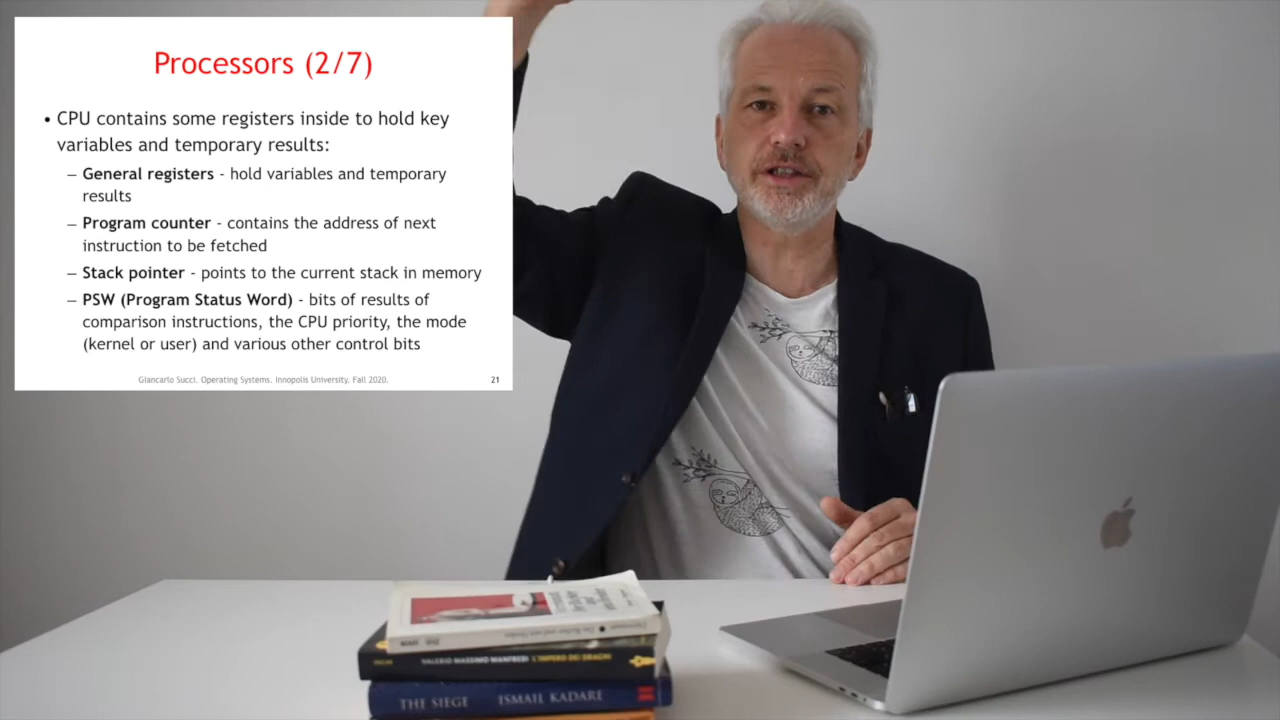 Processors (2/7)
• CPU contains some registers inside to hold key
variables and temporary results:
– General registers - hold variables and temporary
results
– Program counter - contains the address of next
instruction to be fetched
– Stack pointer - points to the current stack in memory
– PSW (Program Status Word) - bits of results of
comparison instructions, the CPU priority, the mode
(kernel or user) and various other control bits
Giancarlo Succi. Operating Systems. Innopolis University. Fall 2020.
21
VALERIO MASSIMO MANFREDI L'IMPERO DEI DRAGHI
THE SIEGE ISMAIL KADARE